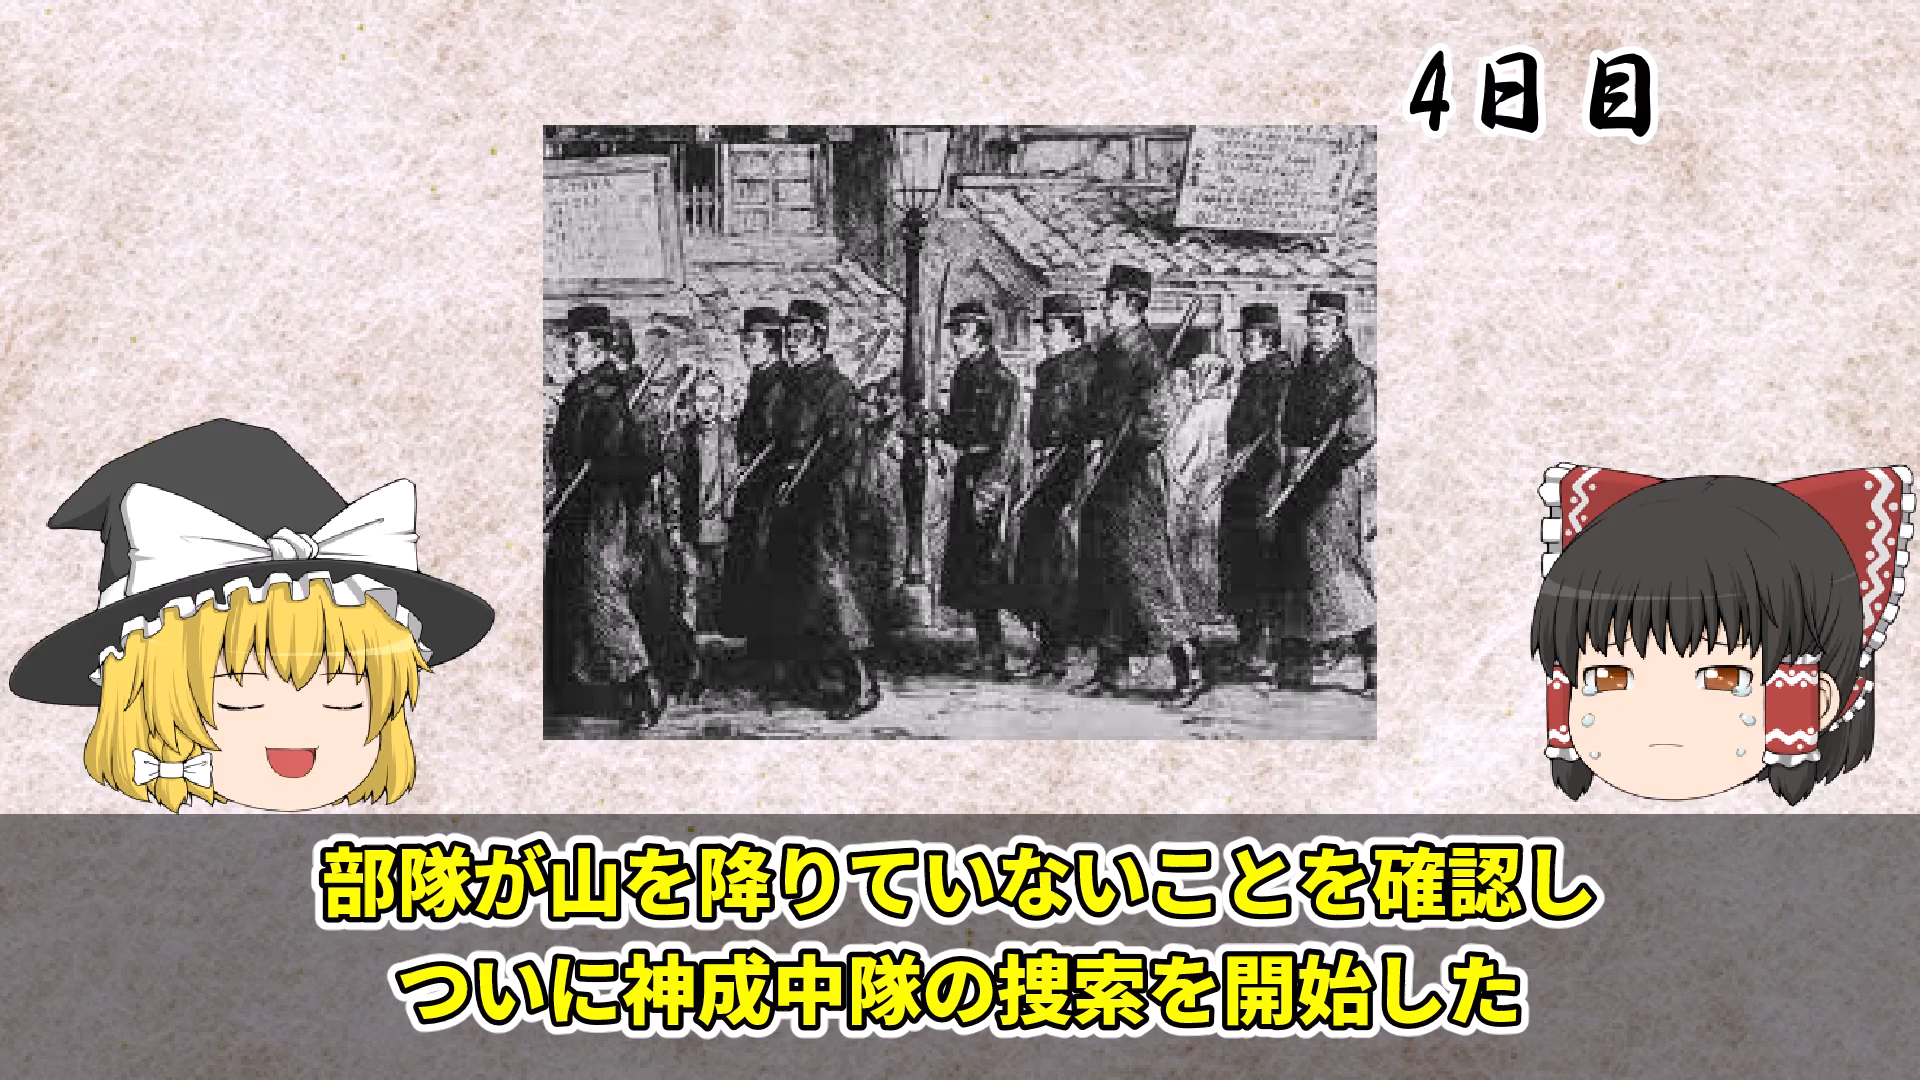 4日目
部隊が山を降りていないことを確認し
ついに神成中隊の捜索を開始した